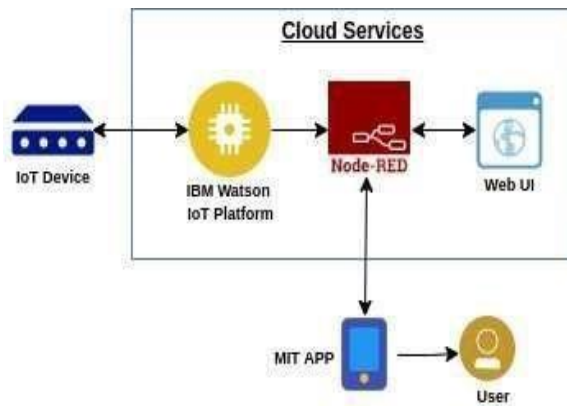 Cloud Services
IoT Device
IBM Watson
IoT Platform
Node-RED
Web UI
MIT APP
User